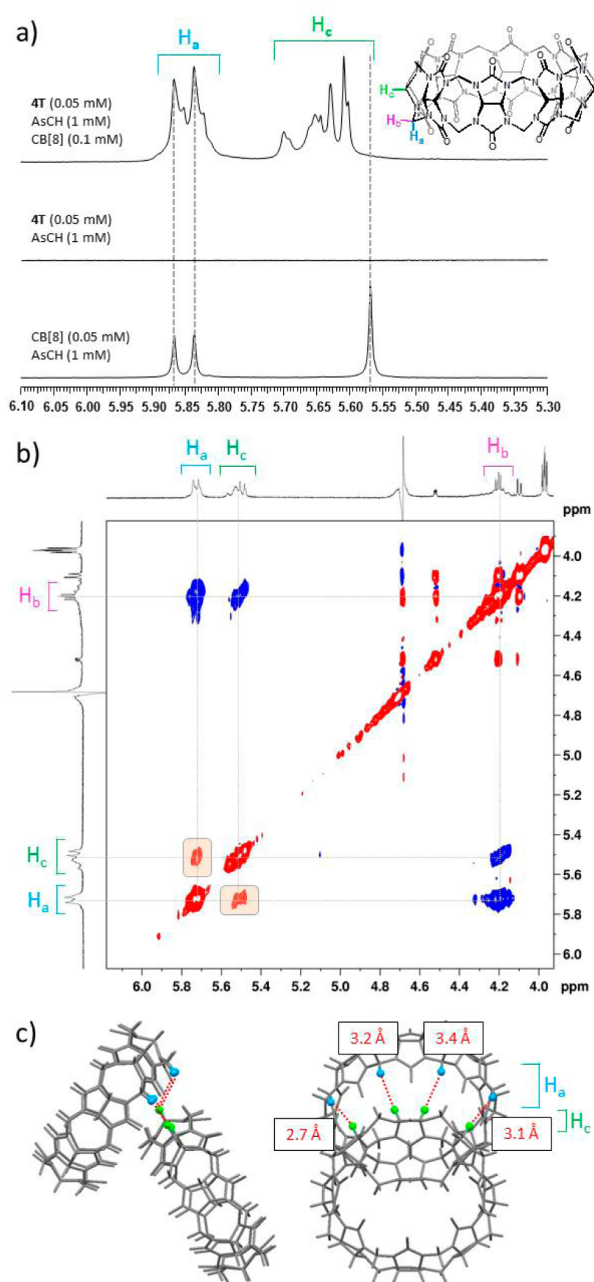 a)
Ha
Hc
4T (0.05 mM)
AsCH (1 mM)
CB[8] (0.1 mM)
Hc
Hb
Ha
4T (0.05 mM)
AsCH (1 mM)
CB[8] (0.05 mM)
AsCH (1 mM)
6.10 6.05 6.00 5.95 5.90 5.85 5.80 5.75 5.70 5.65 5.60 5.55 5.50 5.45 5.40 5.35 5.30
b)
Ha
Hc
Hb
ppm
4.0
Hb
4.2
4.4
4.6
4.8
5.0
5.2
5.4
Hc
5.6
Ha
5.8
6.0
6.0 5.8 5.6 5.4 5.2 5.0 4.8 4.6 4.4 4.2 4.0 ppm
c)
3.2 Å
3.4 Å
Ha
Hc
2.7 Å
3.1 Å